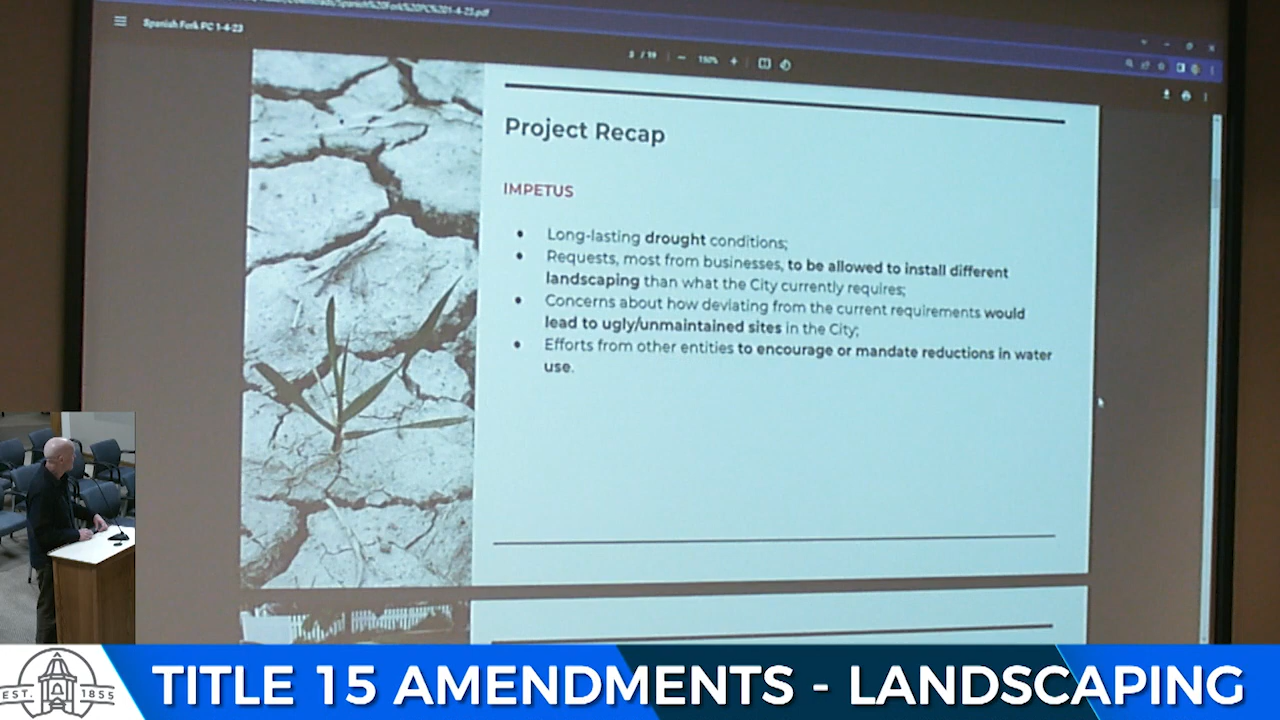 Spanish Fork PC 1-4-23
150%
Project Recap
IMPETUS
Long-lasting drought conditions;
Requests, most from businesses, to be allowed to install different
landscaping than what the City currently requires;
Concerns about how deviating from the current requirements would
lead to ugly/unmaintained sites in the City;
Efforts from other entities to encourage or mandate reductions in water
use.
EST. 1855
TITLE 15 AMENDMENTS - LANDSCAPING